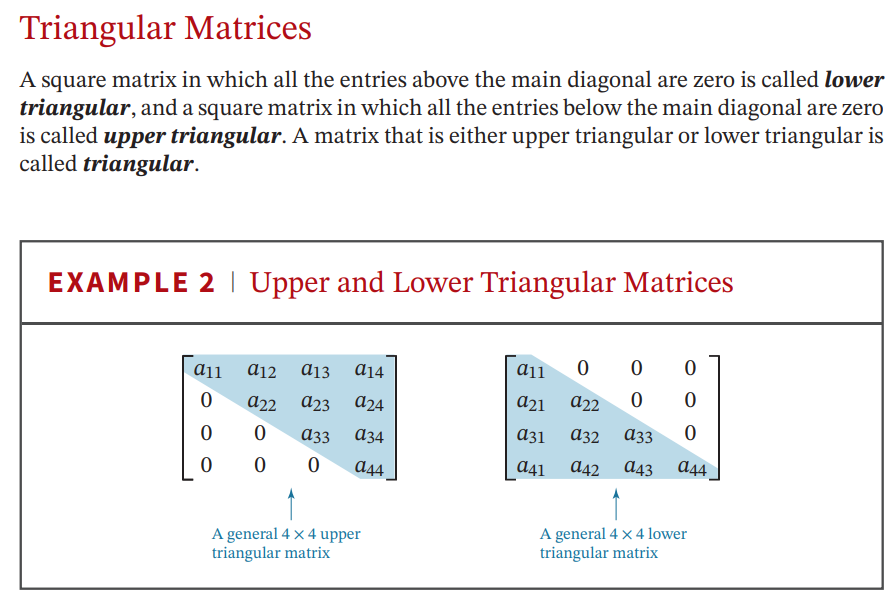 Triangular Matrices
A square matrix in which all the entries above the main diagonal are zero is called lower
triangular, and a square matrix in which all the entries below the main diagonal are zero
is called upper triangular. A matrix that is either upper triangular or lower triangular is
called triangular.
EXAMPLE 2 | Upper and Lower Triangular Matrices
a11 a12 a13 a14
0 a22 a23 a24
0 0 a33 a34
0 0 0 a44
A general 4 × 4 upper
triangular matrix
a11 0 0 0
a21 a22 0 0
a31 a32 a33 0
a41 a42 a43 a44
A general 4 × 4 lower
triangular matrix